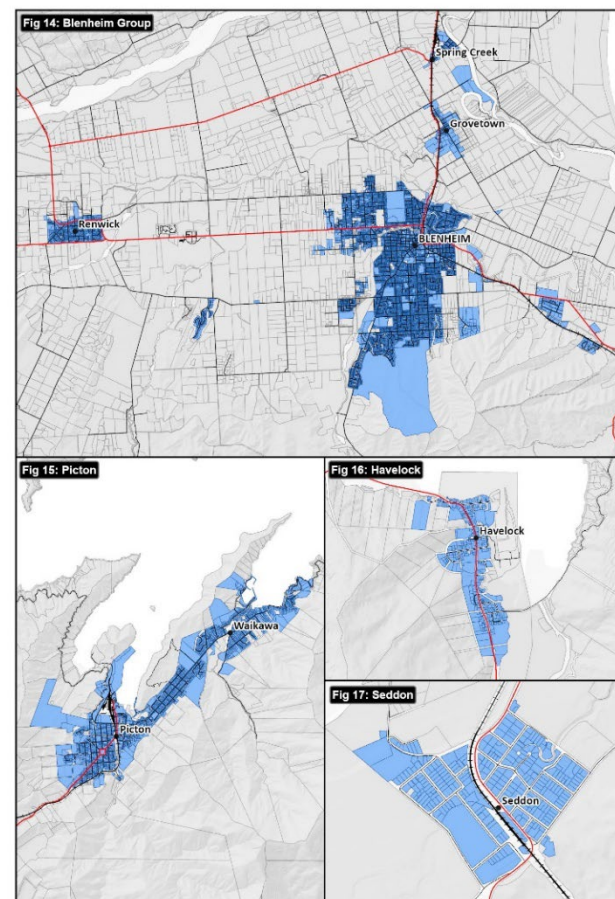 Fig 14: Blenheim Group
Spring Creek
Grovetown
Renwick
BLENHEIM
Fig 15: Picton
Waikawa
Picton
Fig 16: Havelock
Havelock
Fig 17: Seddon
Seddon